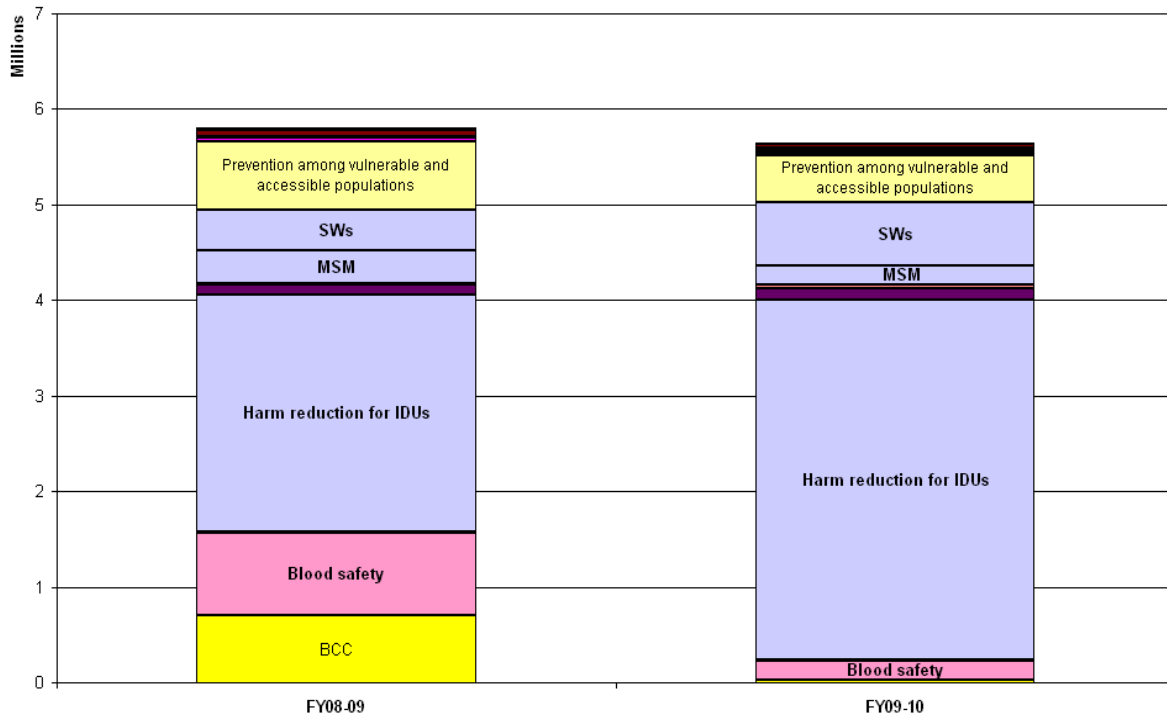 Millions
7
6
5
4
3
2
1
0
Prevention among vulnerable and
accessible populations
SWs
MSM
Harm reduction for IDUs
Blood safety
BCC
Prevention among vulnerable and
accessible populations
SWs
MSM
Harm reduction for IDUs
Blood safety
FY08-09
FY09-10